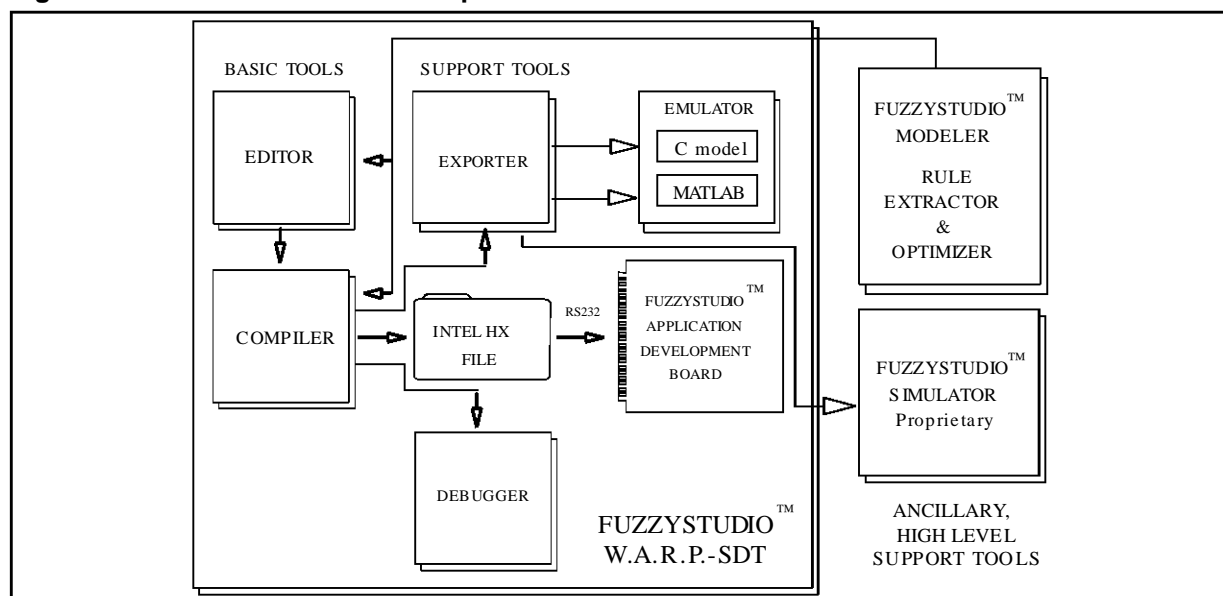 BASIC TOOLS
SUPPORT TOOLS
EDITOR
EXPORTER
EMULATOR
C model
MATLAB
FUZZYSTUDIO™
MODELER
RULE
EXTRACTOR
&
OPTIMIZER
COMPILER
INTEL HX
FILE
RS232
FUZZYSTUDIO™
APPLICATION
DEVELOPMENT
BOARD
FUZZYSTUDIO™
SIMULATOR
Proprietary
DEBUGGER
FUZZYSTUDIO™
W.A.R.P.-SDT
ANCILLARY,
HIGH LEVEL
SUPPORT TOOLS